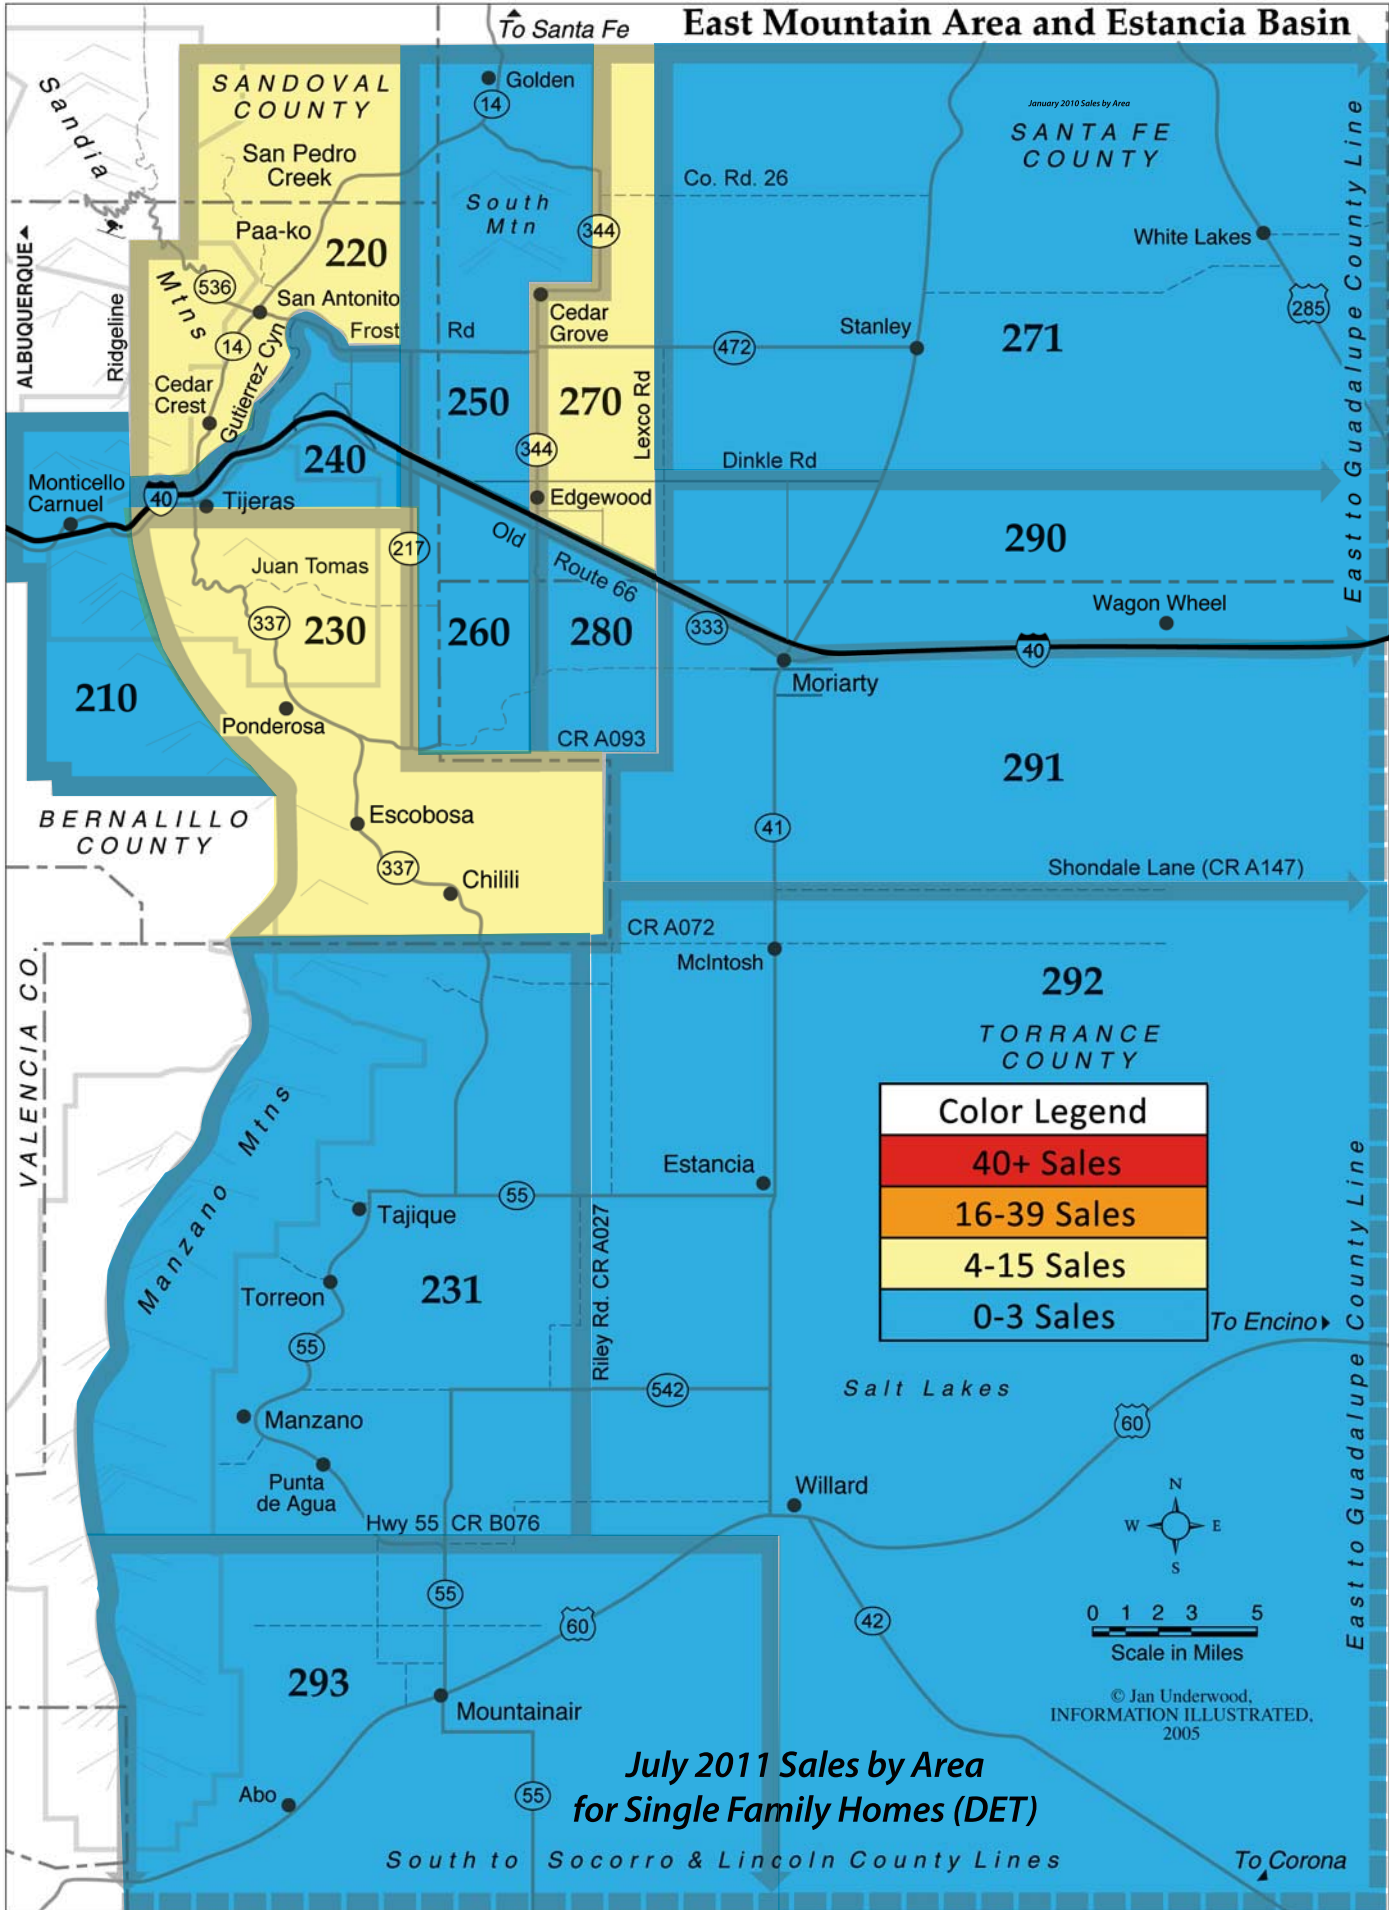 East Mountain Area and Estancia Basin
To Santa Fe
January 2010 Sales by Area
Sandia
Mtns
SANDOVAL
COUNTY
Golden
14
San Pedro
Creek
South
Mtn
Co. Rd. 26
SANTA FE
COUNTY
White Lakes
285
East to Guadalupe County Line
Paa-ko
220
344
ALBUQUERQUE
Ridgeline
536
San Antonito
Frost
Rd
Cedar
Grove
472
Stanley
271
14
Cedar
Crest
Gutierrez Cyn
250
270
Lexco Rd
240
344
Dinkle Rd
Monticello
Carnuel
40
Tijeras
Edgewood
Old
Route 66
290
217
Juan Tomas
337
230
260
280
333
Wagon Wheel
40
Moriarty
210
Ponderosa
CR A093
291
BERNALILLO
COUNTY
Escobosa
41
337
Chilili
Shondale Lane (CR A147)
CR A072
McIntosh
VALENCIA CO.
292
TORRANCE
COUNTY
Manzano Mtns
Color Legend
40+ Sales
16-39 Sales
4-15 Sales
0-3 Sales
Estancia
55
Tajique
Riley Rd. CR A027
231
Torreon
To Encino
East to Guadalupe County Line
55
542
Salt Lakes
60
Manzano
Punta
de Agua
Willard
Hwy 55
CR B076
N
W
E
S
55
60
42
0 1 2 3 5
Scale in Miles
293
© Jan Underwood,
INFORMATION ILLUSTRATED,
2005
Mountainair
July 2011 Sales by Area
for Single Family Homes (DET)
Abo
55
South to Socorro & Lincoln County Lines
To Corona